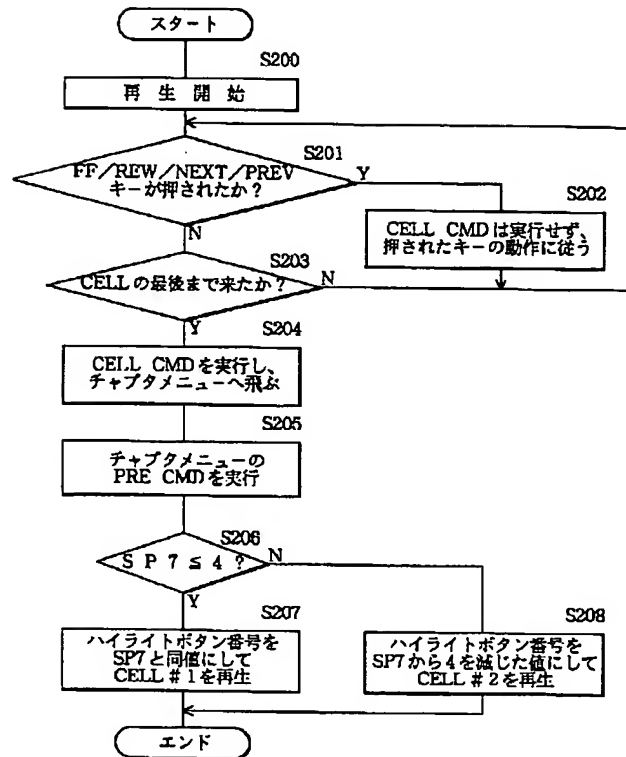 スタート
S200
再生開始
S201
FF／REW／NEXT／PREV
キーが押されたか？
Y
N
S202
CELL CMDは実行せず、
押されたキーの動作に従う
S203
CELLの最後まで来たか？
N
Y
S204
CELL CMDを実行し、
チャプタメニューへ飛ぶ
S205
チャプタメニューの
PRE CMDを実行
S206
SP7≦4？
N
Y
S207
ハイライトボタン番号を
SP7と同値にして
CELL＃1を再生
S208
ハイライトボタン番号を
SP7から4を減じた値にして
CELL＃2を再生
エンド